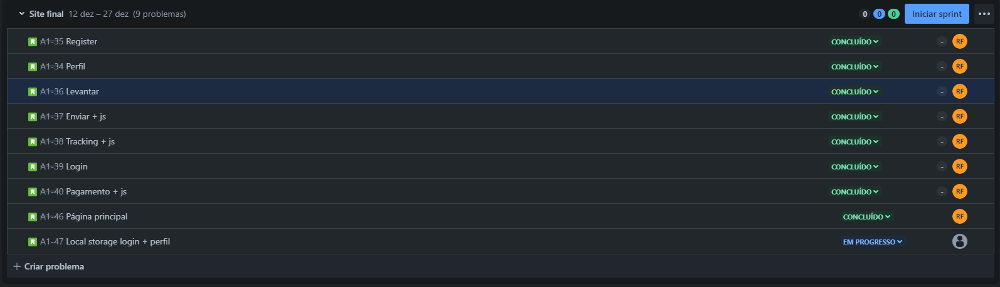 Site final 12 dez – 27 dez (9 problemas) 0 0 0 Iniciar sprint
A1-35 Register CONCLUÍDO - RF
A1-34 Perfil CONCLUÍDO - RF
A1-36 Levantar CONCLUÍDO - RF
A1-37 Enviar + js CONCLUÍDO - RF
A1-38 Tracking + js CONCLUÍDO - RF
A1-39 Login CONCLUÍDO - RF
A1-40 Pagamento + js CONCLUÍDO - RF
A1-46 Página principal CONCLUÍDO RF
A1-47 Local storage login + perfil EM PROGRESSO
Criar problema